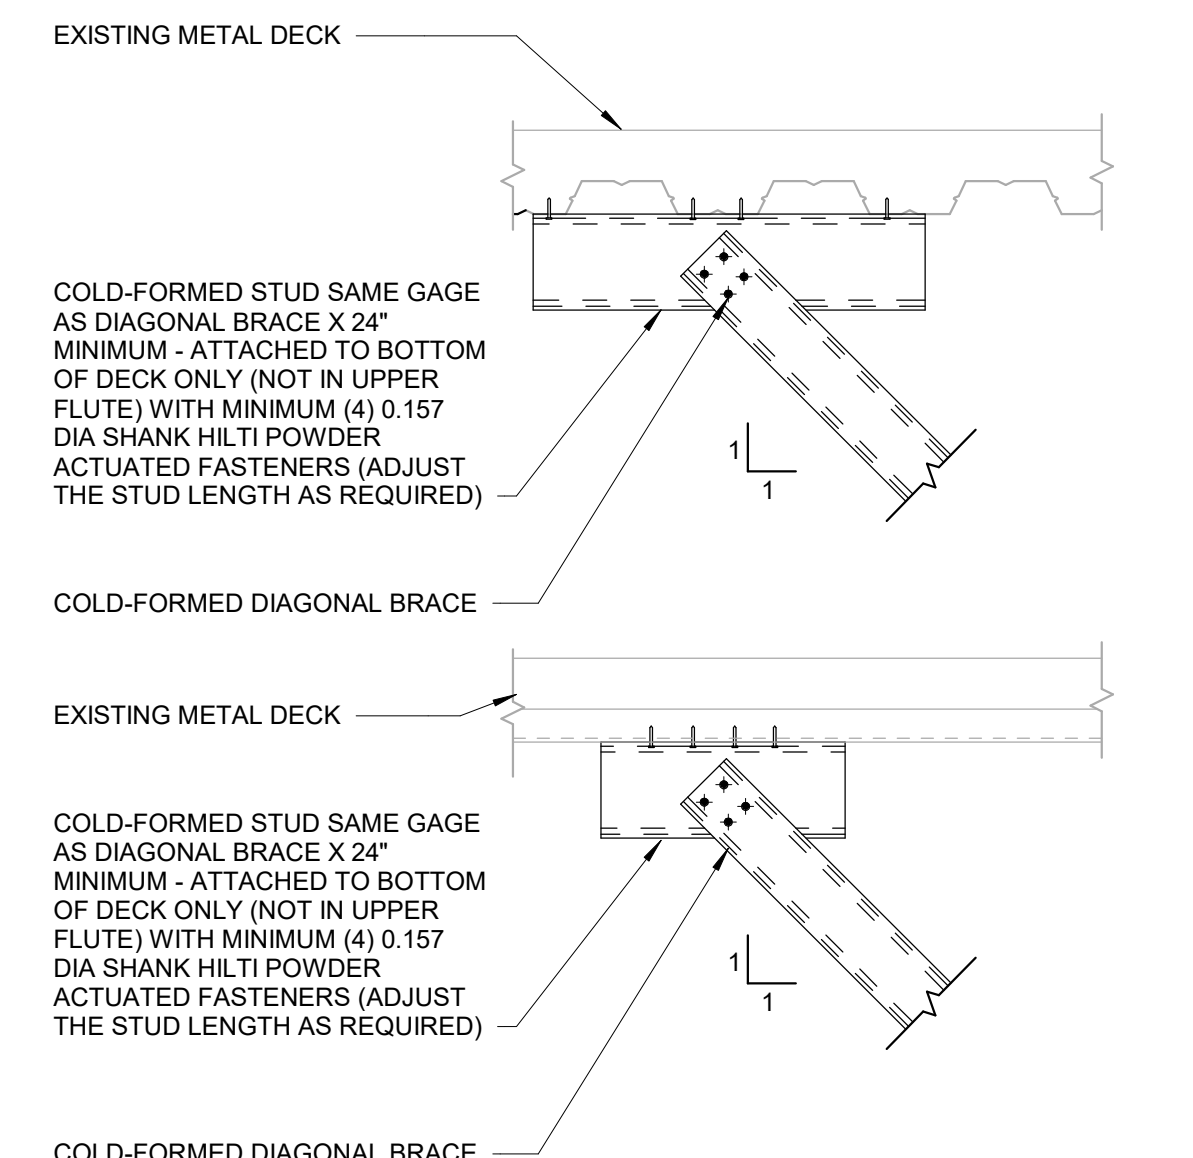 EXISTING METAL DECK
COLD-FORMED STUD SAME GAGE
AS DIAGONAL BRACE X 24"
MINIMUM - ATTACHED TO BOTTOM
OF DECK ONLY (NOT IN UPPER
FLUTE) WITH MINIMUM (4) 0.157
DIA SHANK HILTI POWDER
ACTUATED FASTENERS (ADJUST
THE STUD LENGTH AS REQUIRED)
1
1
COLD-FORMED DIAGONAL BRACE
EXISTING METAL DECK
COLD-FORMED STUD SAME GAGE
AS DIAGONAL BRACE X 24"
MINIMUM - ATTACHED TO BOTTOM
OF DECK ONLY (NOT IN UPPER
FLUTE) WITH MINIMUM (4) 0.157
DIA SHANK HILTI POWDER
ACTUATED FASTENERS (ADJUST
THE STUD LENGTH AS REQUIRED)
1
1
COLD-FORMED DIAGONAL BRACE